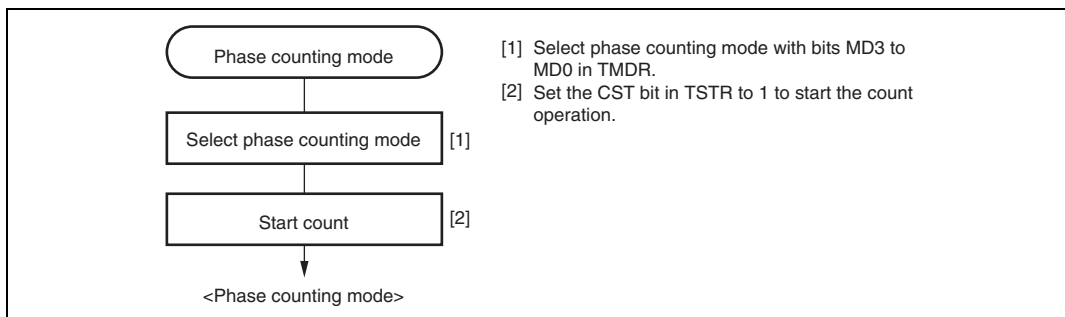 Phase counting mode
Select phase counting mode
[1]
Start count
[2]
<Phase counting mode>
[1] Select phase counting mode with bits MD3 to
MD0 in TMDR.
[2] Set the CST bit in TSTR to 1 to start the count
operation.